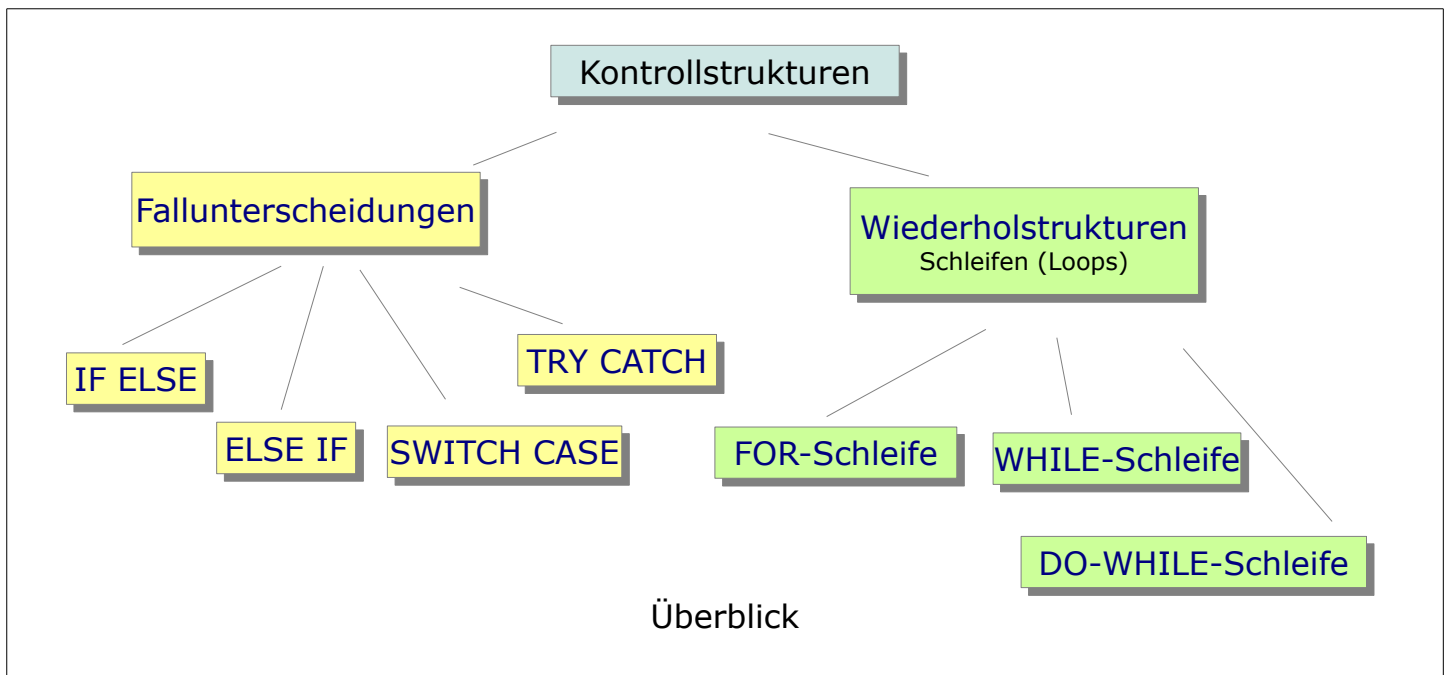 Kontrollstrukturen
Fallunterscheidungen
Wiederholstrukturen
Schleifen (Loops)
TRY CATCH
IF ELSE
ELSE IF
SWITCH CASE
FOR-Schleife
WHILE-Schleife
DO-WHILE-Schleife
Überblick